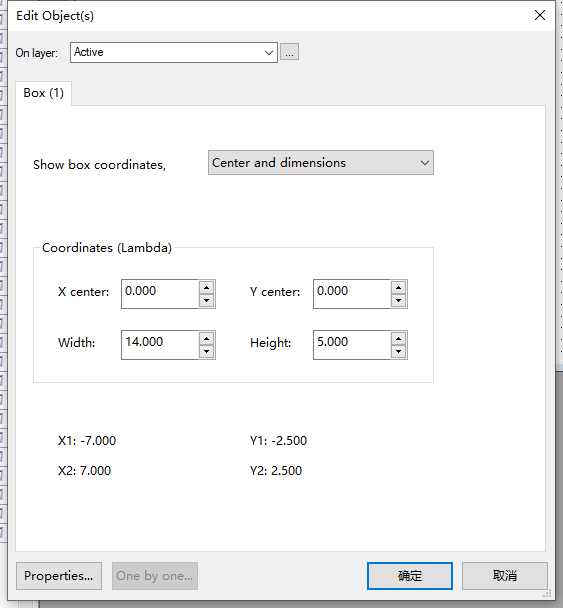 Edit Object(s)
On layer: Active ...
Box (1)
Show box coordinates, Center and dimensions
Coordinates (Lambda)
X center: 0.000 Y center: 0.000
Width: 14.000 Height: 5.000
X1: -7.000 Y1: -2.500
X2: 7.000 Y2: 2.500
Properties... One by one... 确定 取消